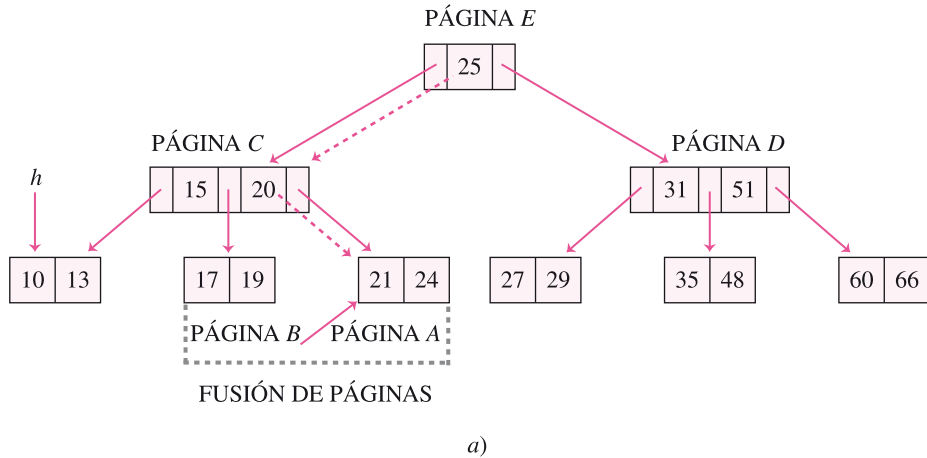 PÁGINA E
25
PÁGINA C
PÁGINA D
h
15 20
31 51
10 13
17 19
21 24
27 29
35 48
60 66
PÁGINA B
PÁGINA A
FUSIÓN DE PÁGINAS
a)